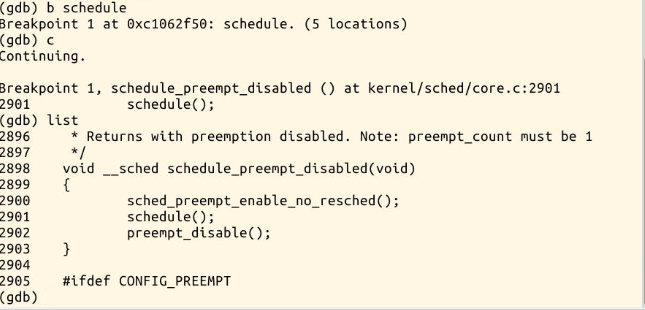 (gdb) b schedule
Breakpoint 1 at 0xc1062f50: schedule. (5 locations)
(gdb) c
Continuing.

Breakpoint 1, schedule_preempt_disabled () at kernel/sched/core.c:2901
2901            schedule();
(gdb) list
2896     * Returns with preemption disabled. Note: preempt_count must be 1
2897     */
2898    void __sched schedule_preempt_disabled(void)
2899    {
2900            sched_preempt_enable_no_resched();
2901            schedule();
2902            preempt_disable();
2903    }
2904
2905    #ifdef CONFIG_PREEMPT
(gdb)